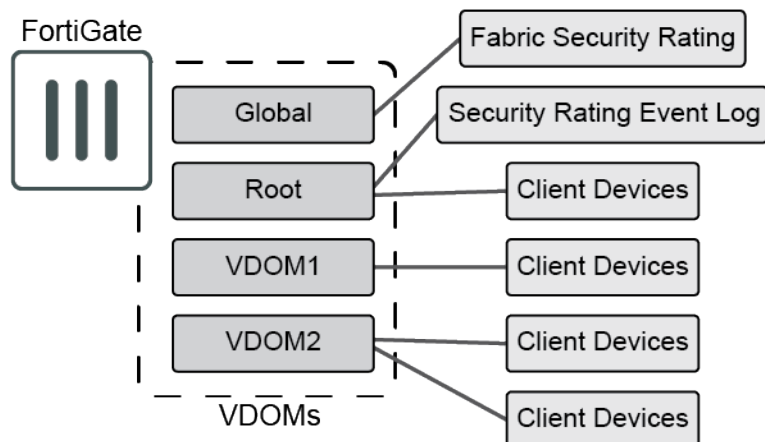 FortiGate
Fabric Security Rating
Global
Security Rating Event Log
Root
Client Devices
VDOM1
Client Devices
VDOM2
Client Devices
Client Devices
VDOMs